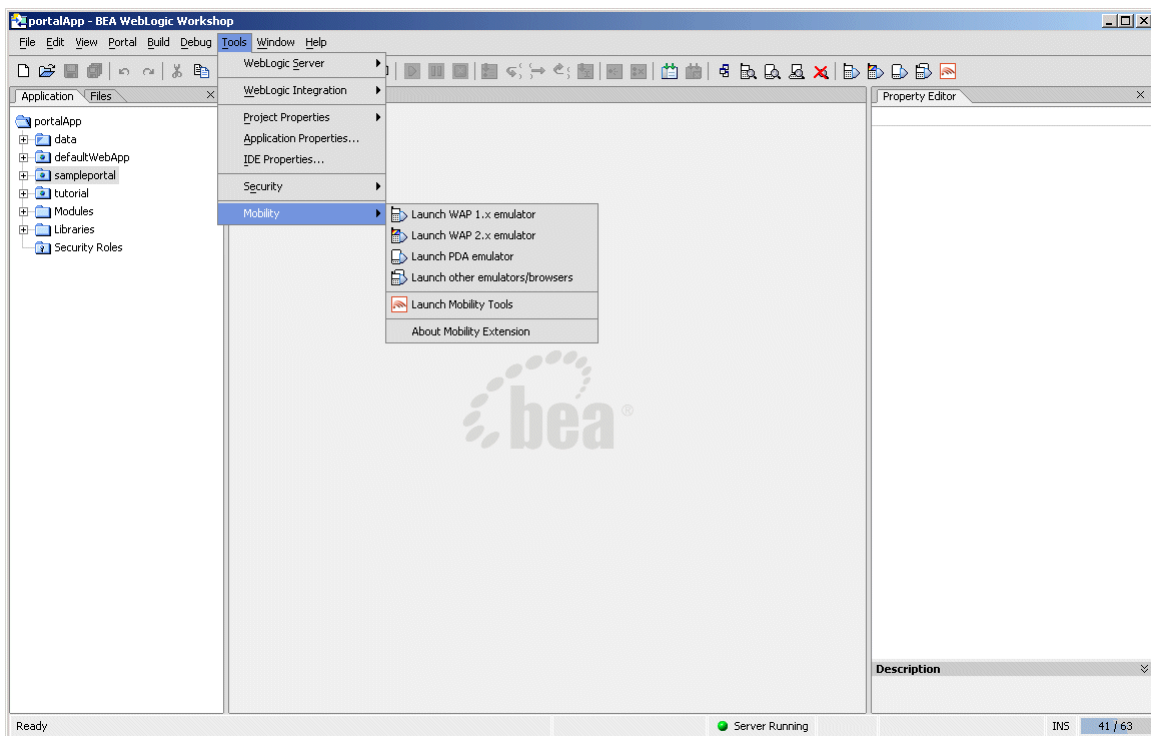 portalApp - BEA WebLogic Workshop
File Edit View Portal Build Debug Tools Window Help
Application Files
Property Editor
portalApp
data
defaultWebApp
sampleportal
tutorial
Modules
Libraries
Security Roles
WebLogic Server
WebLogic Integration
Project Properties
Application Properties...
IDE Properties...
Security
Mobility
Launch WAP 1.x emulator
Launch WAP 2.x emulator
Launch PDA emulator
Launch other emulators/browsers
Launch Mobility Tools
About Mobility Extension
bea®
Description
Ready
Server Running
INS
41 / 63